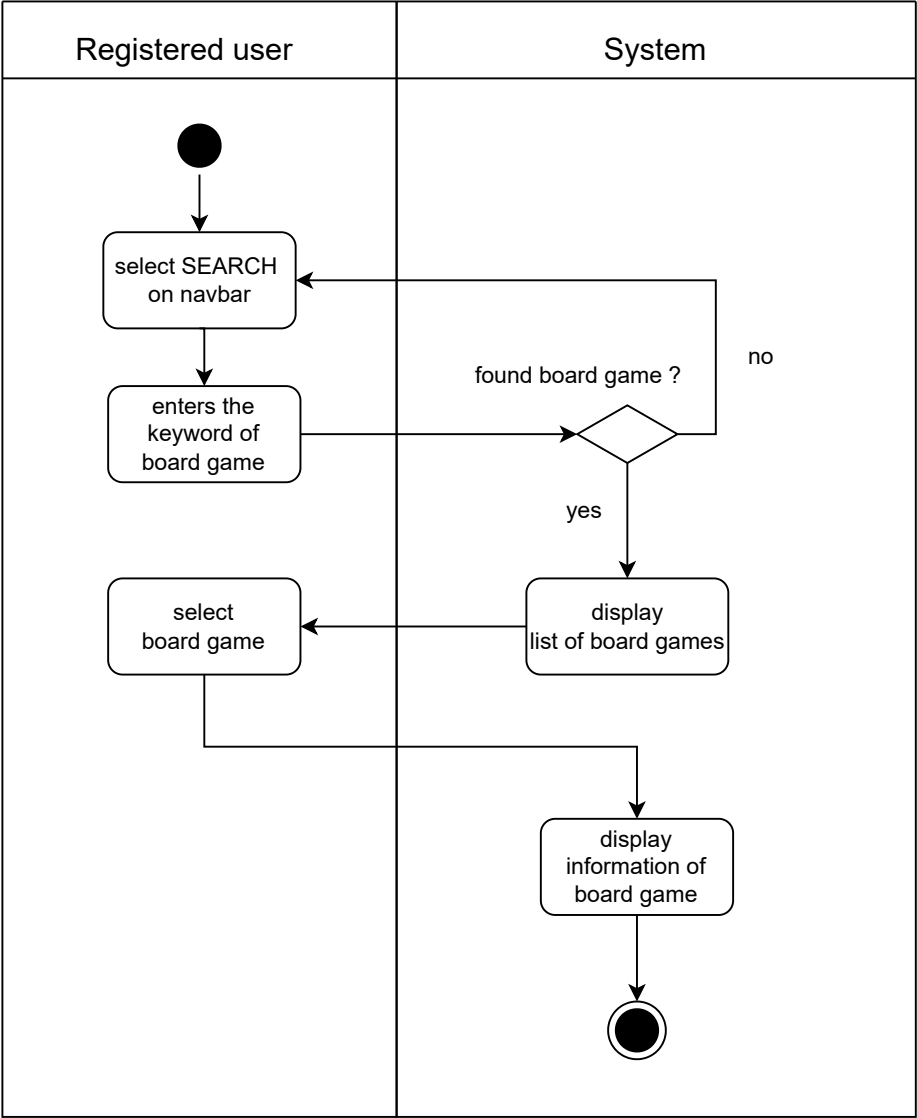 Registered user
System
select SEARCH
on navbar
no
found board game ?
enters the
keyword of
board game
yes
select
board game
display
list of board games
display
information of
board game